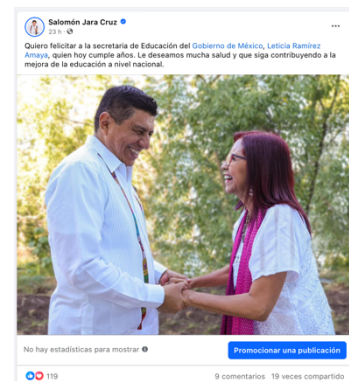 Salomón Jara Cruz
23 h ·
Quiero felicitar a la secretaria de Educación del Gobierno de México, Leticia Ramírez
Amaya, quien hoy cumple años. Le deseamos mucha salud y que siga contribuyendo a la
mejora de la educación a nivel nacional.
No hay estadísticas para mostrar
Promocionar una publicación
119
9 comentarios 19 veces compartido